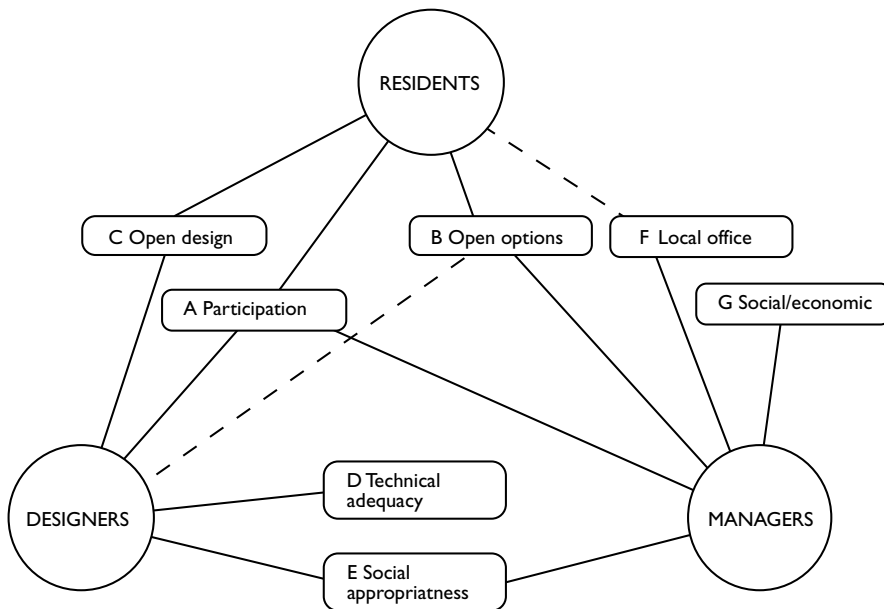 RESIDENTS
C Open design
B Open options
F Local office
A Participation
G Social/economic
D Technical
adequacy
DESIGNERS
MANAGERS
E Social
appropriatness